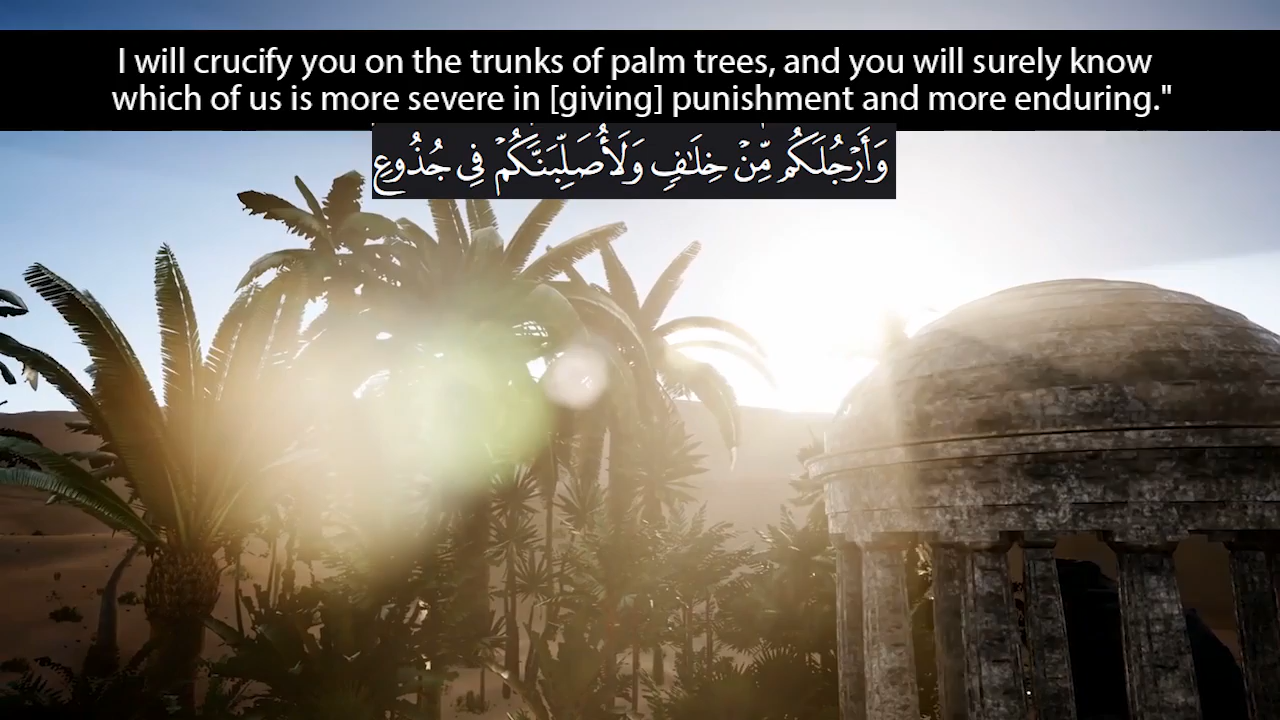 I will crucify you on the trunks of palm trees, and you will surely know
which of us is more severe in [giving] punishment and more enduring."
وَأَرْجُلَكُم مِّنْ خِلَٰفٍ وَلَأُصَلِّبَنَّكُمْ فِى جُذُوعِ